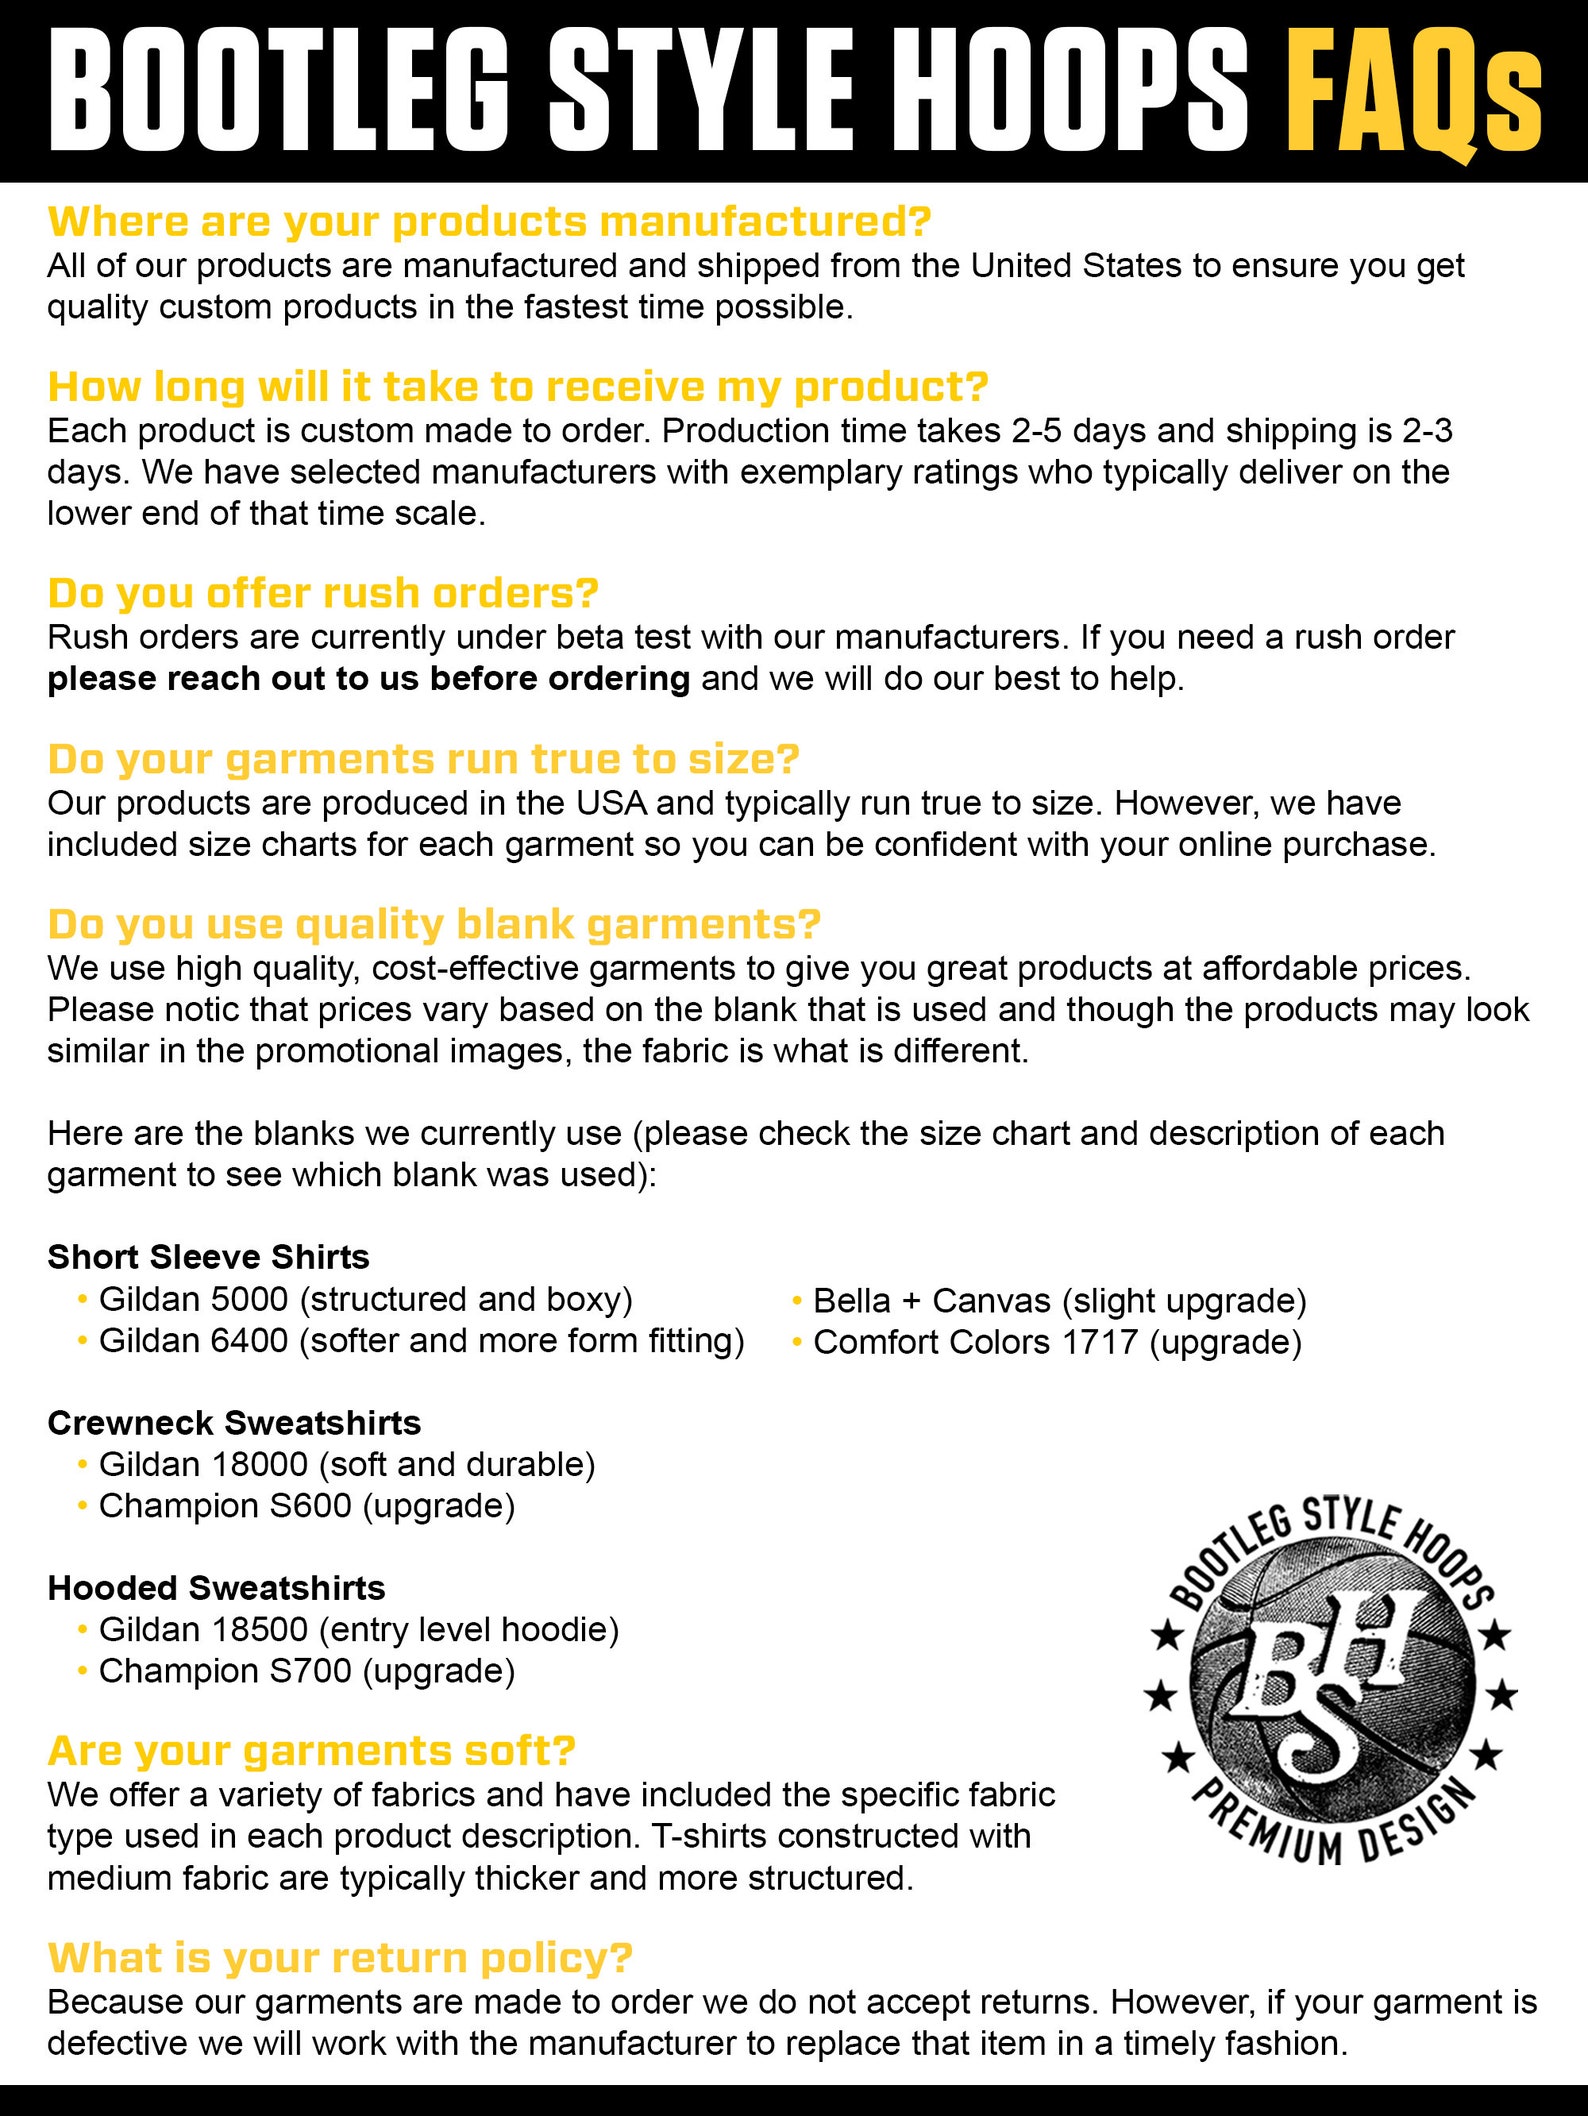 BOOTLEG STYLE HOOPS FAQs
Where are your products manufactured?
All of our products are manufactured and shipped from the United States to ensure you get
quality custom products in the fastest time possible.
How long will it take to receive my product?
Each product is custom made to order. Production time takes 2-5 days and shipping is 2-3
days. We have selected manufacturers with exemplary ratings who typically deliver on the
lower end of that time scale.
Do you offer rush orders?
Rush orders are currently under beta test with our manufacturers. If you need a rush order
please reach out to us before ordering and we will do our best to help.
Do your garments run true to size?
Our products are produced in the USA and typically run true to size. However, we have
included size charts for each garment so you can be confident with your online purchase.
Do you use quality blank garments?
We use high quality, cost-effective garments to give you great products at affordable prices.
Please notic that prices vary based on the blank that is used and though the products may look
similar in the promotional images, the fabric is what is different.
Here are the blanks we currently use (please check the size chart and description of each
garment to see which blank was used):
Short Sleeve Shirts
• Gildan 5000 (structured and boxy)
• Gildan 6400 (softer and more form fitting)
• Bella + Canvas (slight upgrade)
• Comfort Colors 1717 (upgrade)
Crewneck Sweatshirts
• Gildan 18000 (soft and durable)
• Champion S600 (upgrade)
Hooded Sweatshirts
• Gildan 18500 (entry level hoodie)
• Champion S700 (upgrade)
BOOTLEG STYLE HOOPS
BSH
PREMIUM DESIGN
Are your garments soft?
We offer a variety of fabrics and have included the specific fabric
type used in each product description. T-shirts constructed with
medium fabric are typically thicker and more structured.
What is your return policy?
Because our garments are made to order we do not accept returns. However, if your garment is
defective we will work with the manufacturer to replace that item in a timely fashion.